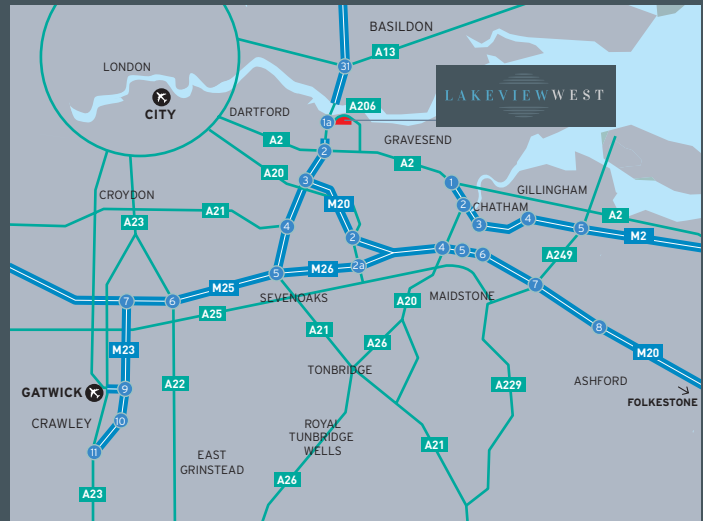 BASILDON
A13
31
LONDON
A206
LAKEVIEWWEST
CITY
DARTFORD
1a
A2
GRAVESEND
2
A2
A20
3
1
GILLINGHAM
CROYDON
M20
2
CHATHAM
A21
A23
4
3
4
A2
5
M2
2
4
5
6
A249
M26
2a
5
M25
SEVENOAKS
MAIDSTONE
7
7
6
A25
A20
8
A21
A26
M23
M20
TONBRIDGE
A22
A229
ASHFORD
GATWICK
9
FOLKESTONE
10
CRAWLEY
ROYAL
TUNBRIDGE
WELLS
11
EAST
GRINSTEAD
A21
A26
A23